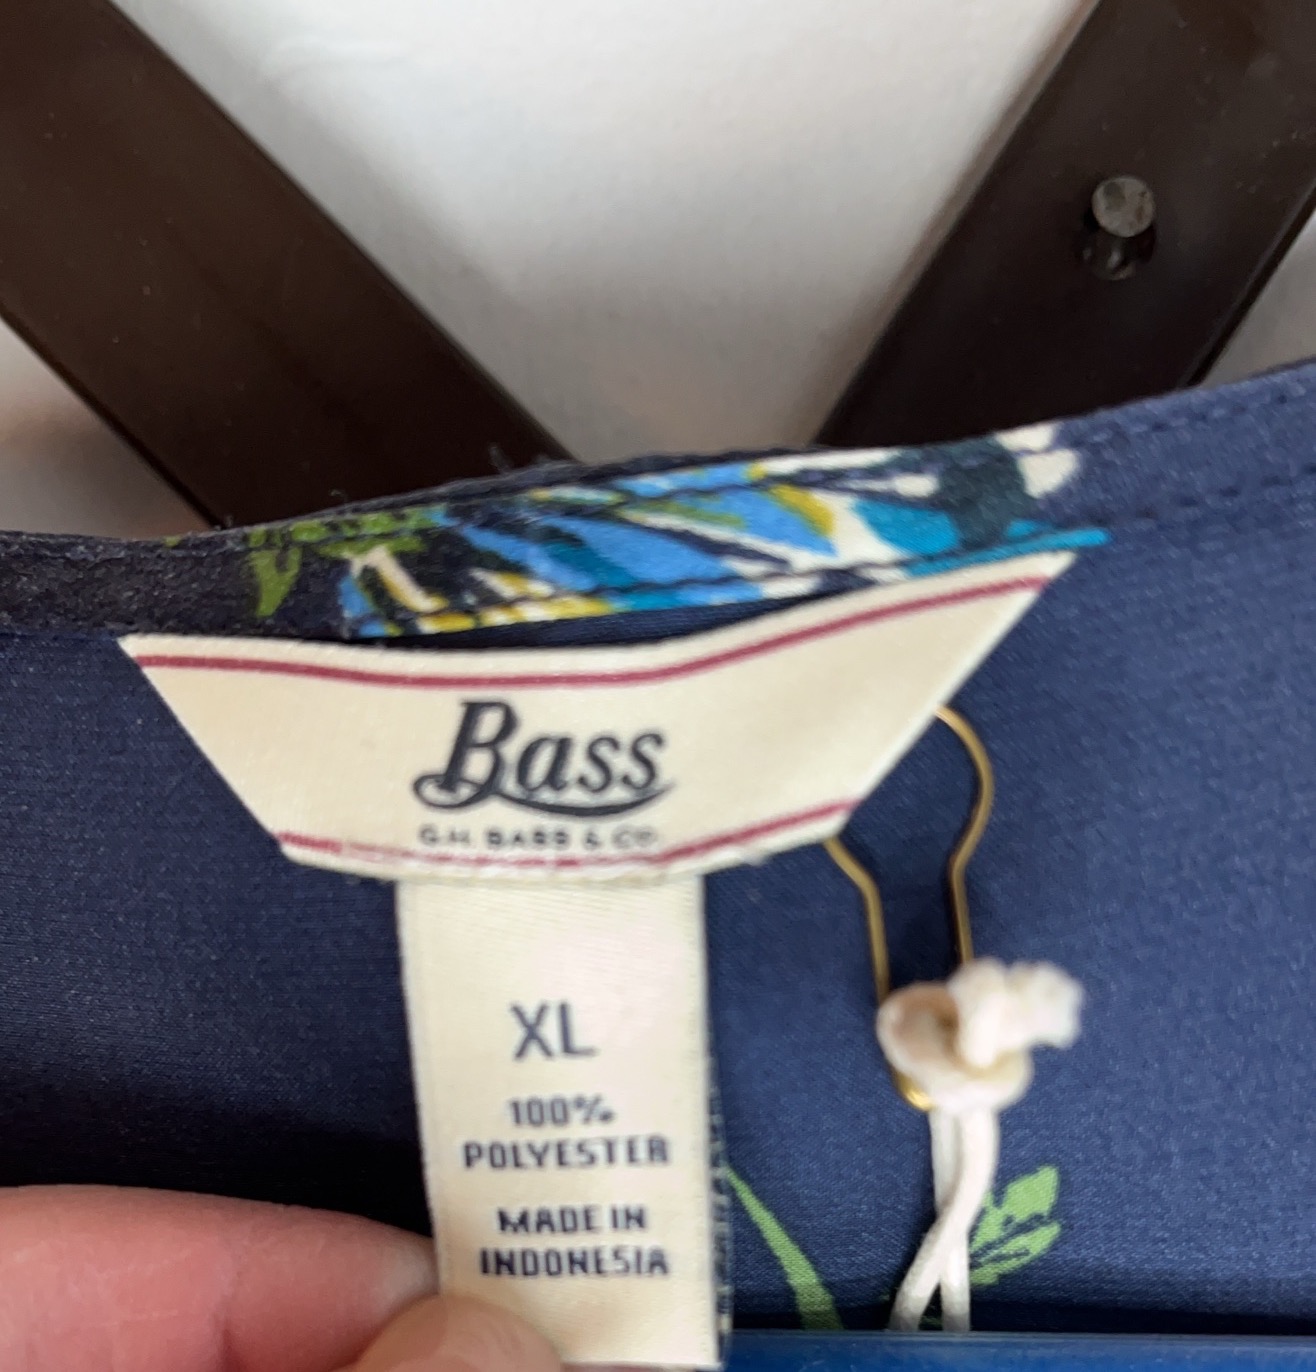 Bass
G.H. BASS & CO.
XL
100%
POLYESTER
MADE IN
INDONESIA